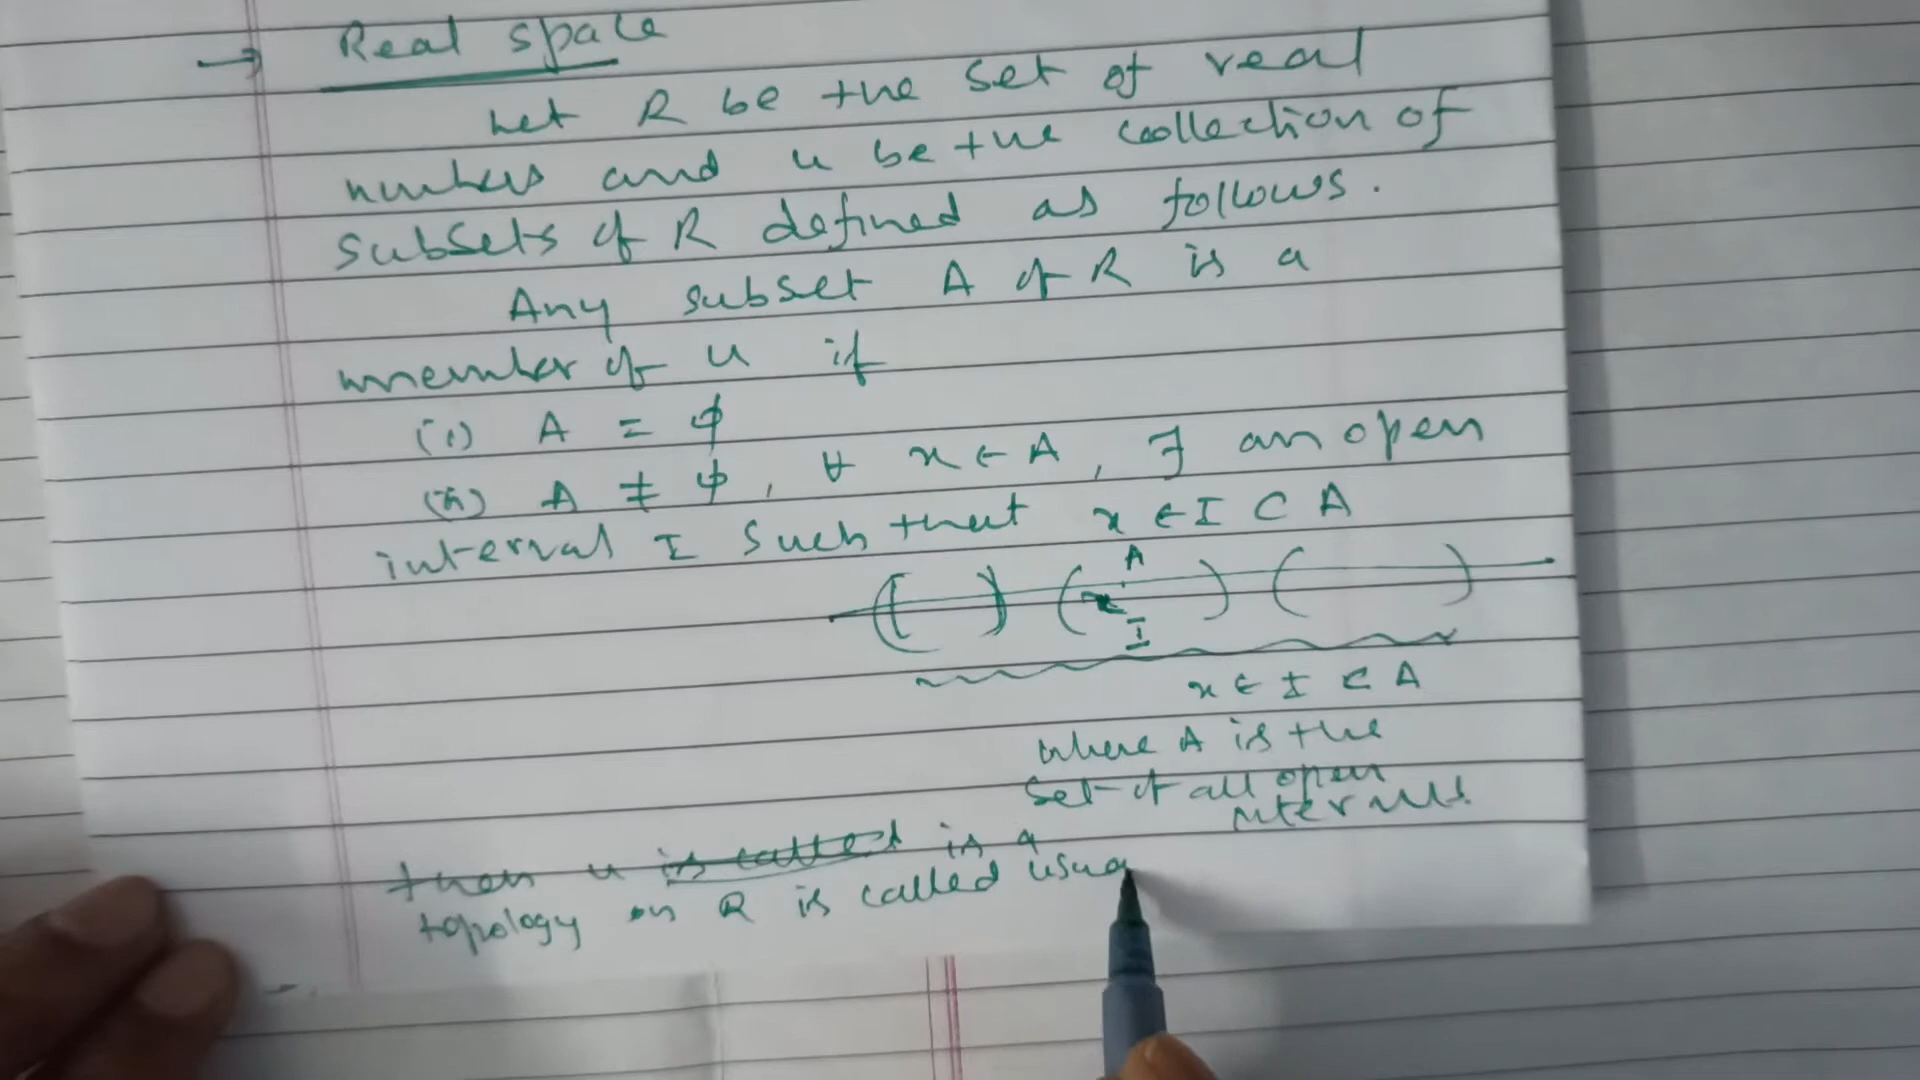 → Real space
Let R be the set of real
numbers and u be the collection of
subsets of R defined as follows.
Any subset A of R is a
member of u if
(i) A = ϕ
(ii) A ≠ ϕ, ∀ x ∈ A, ∃ an open
interval I such that x ∈ I ⊂ A
A
x
I
x ∈ I ⊂ A
where A is the
set of all open
intervals.
then u is called is a
topology on R is called usua